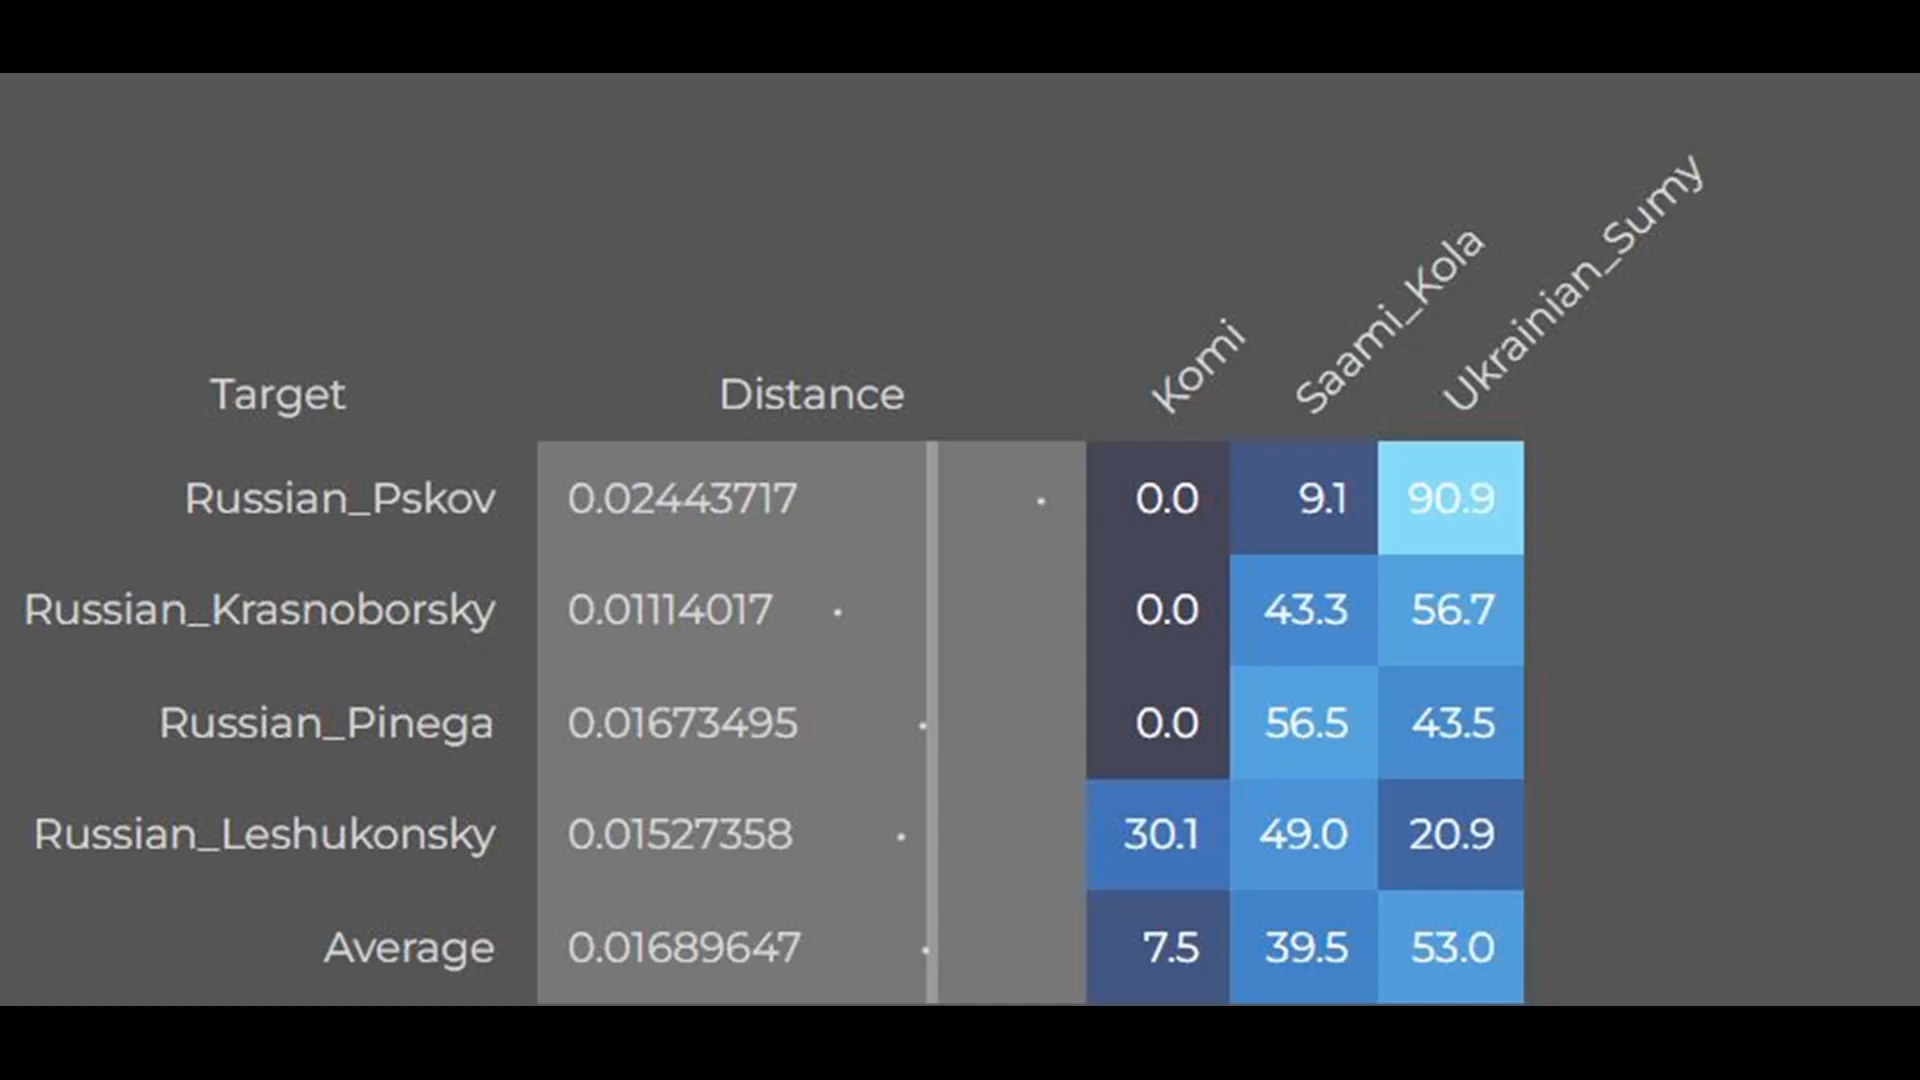 Target Distance Komi Saami_Kola Ukrainian_Sumy
Russian_Pskov 0.02443717 0.0 9.1 90.9
Russian_Krasnoborsky 0.01114017 0.0 43.3 56.7
Russian_Pinega 0.01673495 0.0 56.5 43.5
Russian_Leshukonsky 0.01527358 30.1 49.0 20.9
Average 0.01689647 7.5 39.5 53.0